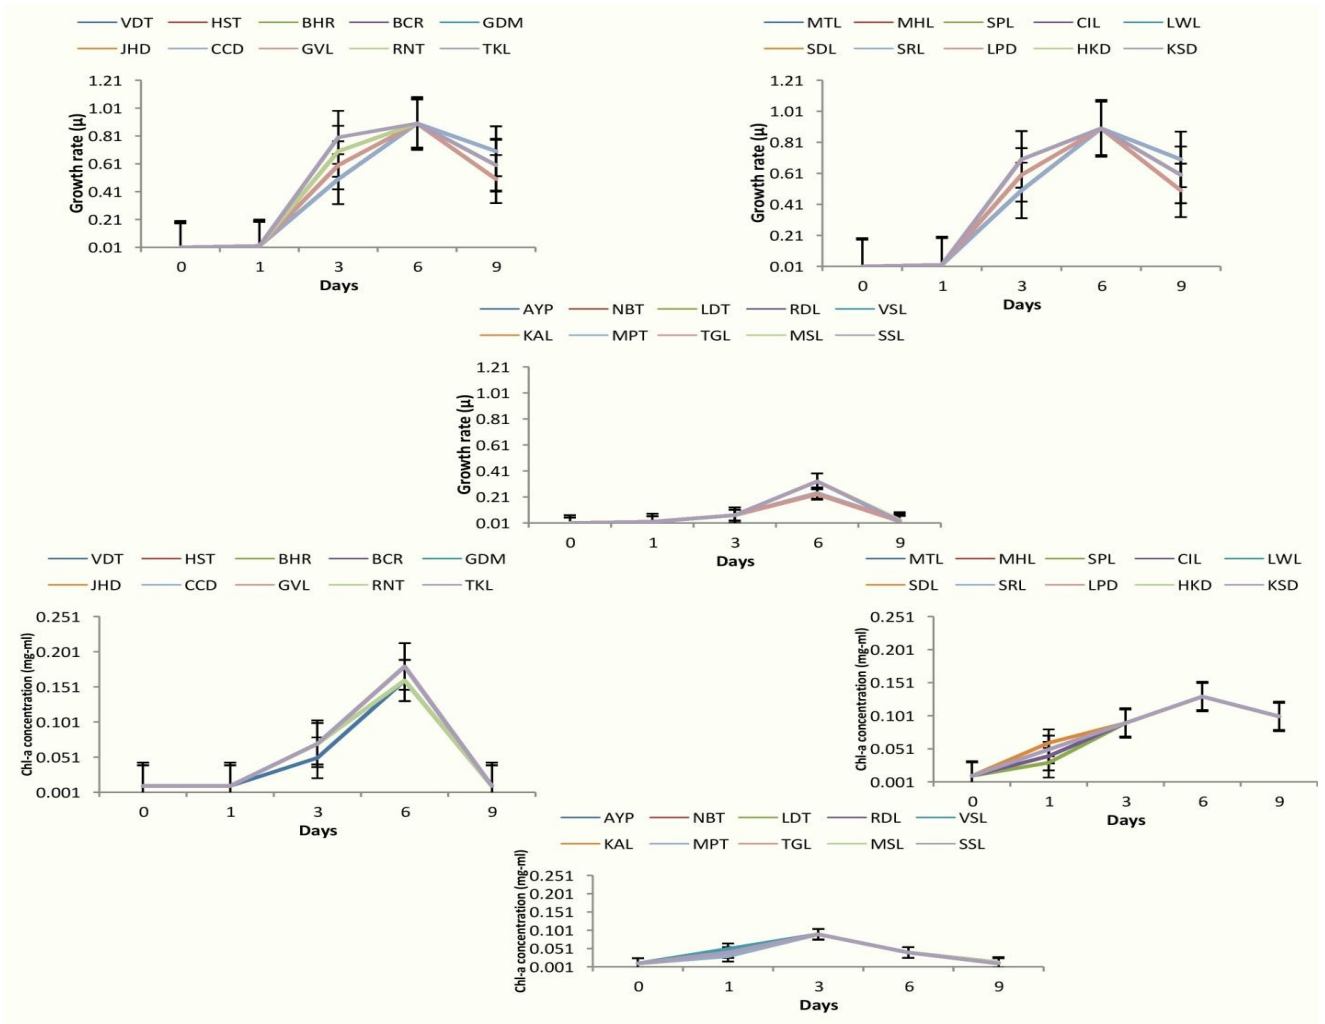 VDT HST BHR BCR GDM
JHD CCD GVL RNT TKL
1.21
1.01
0.81
0.61
0.41
0.21
0.01
Growth rate (µ)
0 1 3 6 9
Days
MTL MHL SPL CIL LWL
SDL SRL LPD HKD KSD
1.21
1.01
0.81
0.61
0.41
0.21
0.01
Growth rate (µ)
0 1 3 6 9
Days
AYP NBT LDT RDL VSL
KAL MPT TGL MSL SSL
1.21
1.01
0.81
0.61
0.41
0.21
0.01
Growth rate (µ)
0 1 3 6 9
Days
VDT HST BHR BCR GDM
JHD CCD GVL RNT TKL
0.251
0.201
0.151
0.101
0.051
0.001
Chl-a concentration (mg-ml)
0 1 3 6 9
Days
MTL MHL SPL CIL LWL
SDL SRL LPD HKD KSD
0.251
0.201
0.151
0.101
0.051
0.001
Chl-a concentration (mg-ml)
0 1 3 6 9
Days
AYP NBT LDT RDL VSL
KAL MPT TGL MSL SSL
0.251
0.201
0.151
0.101
0.051
0.001
Chl-a concentration (mg-ml)
0 1 3 6 9
Days